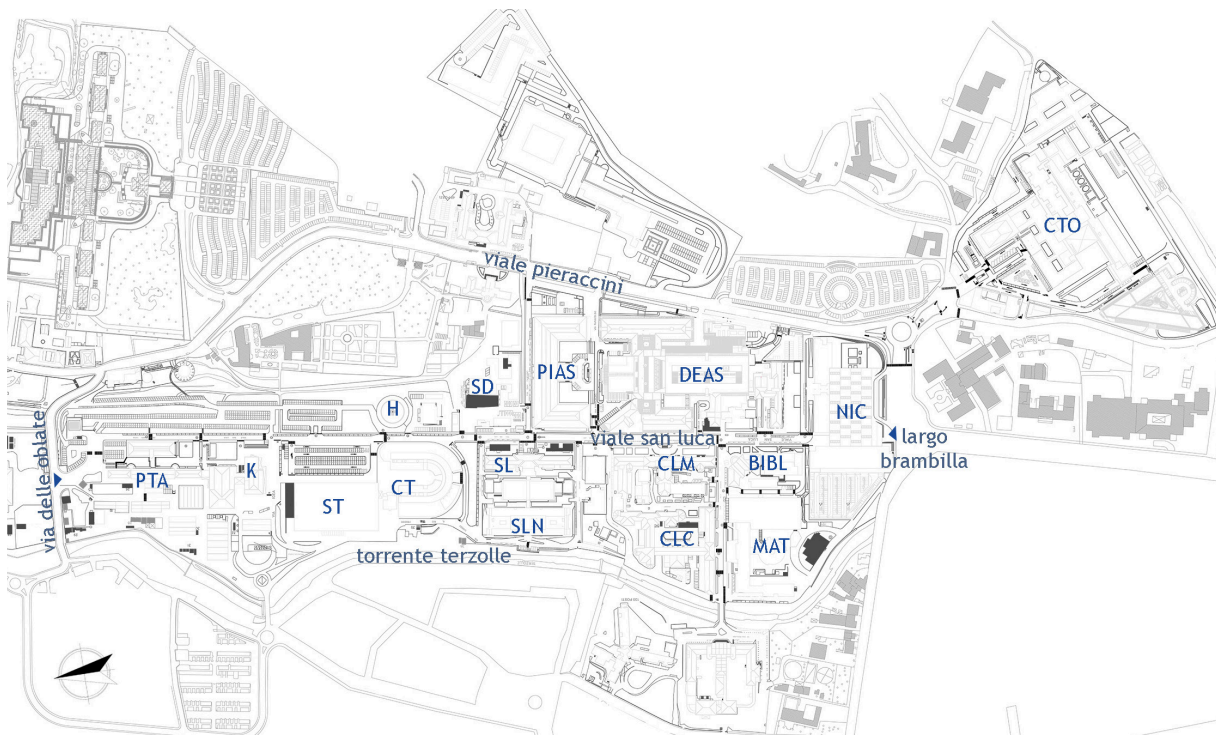 CTO
viale pieraccini
PIAS
DEAS
SD
H
NIC
viale san luca
largo
brambilla
via delle oblate
PTA
K
CT
ST
SL
SLN
CLM
BIBL
CLC
MAT
torrente terzolle